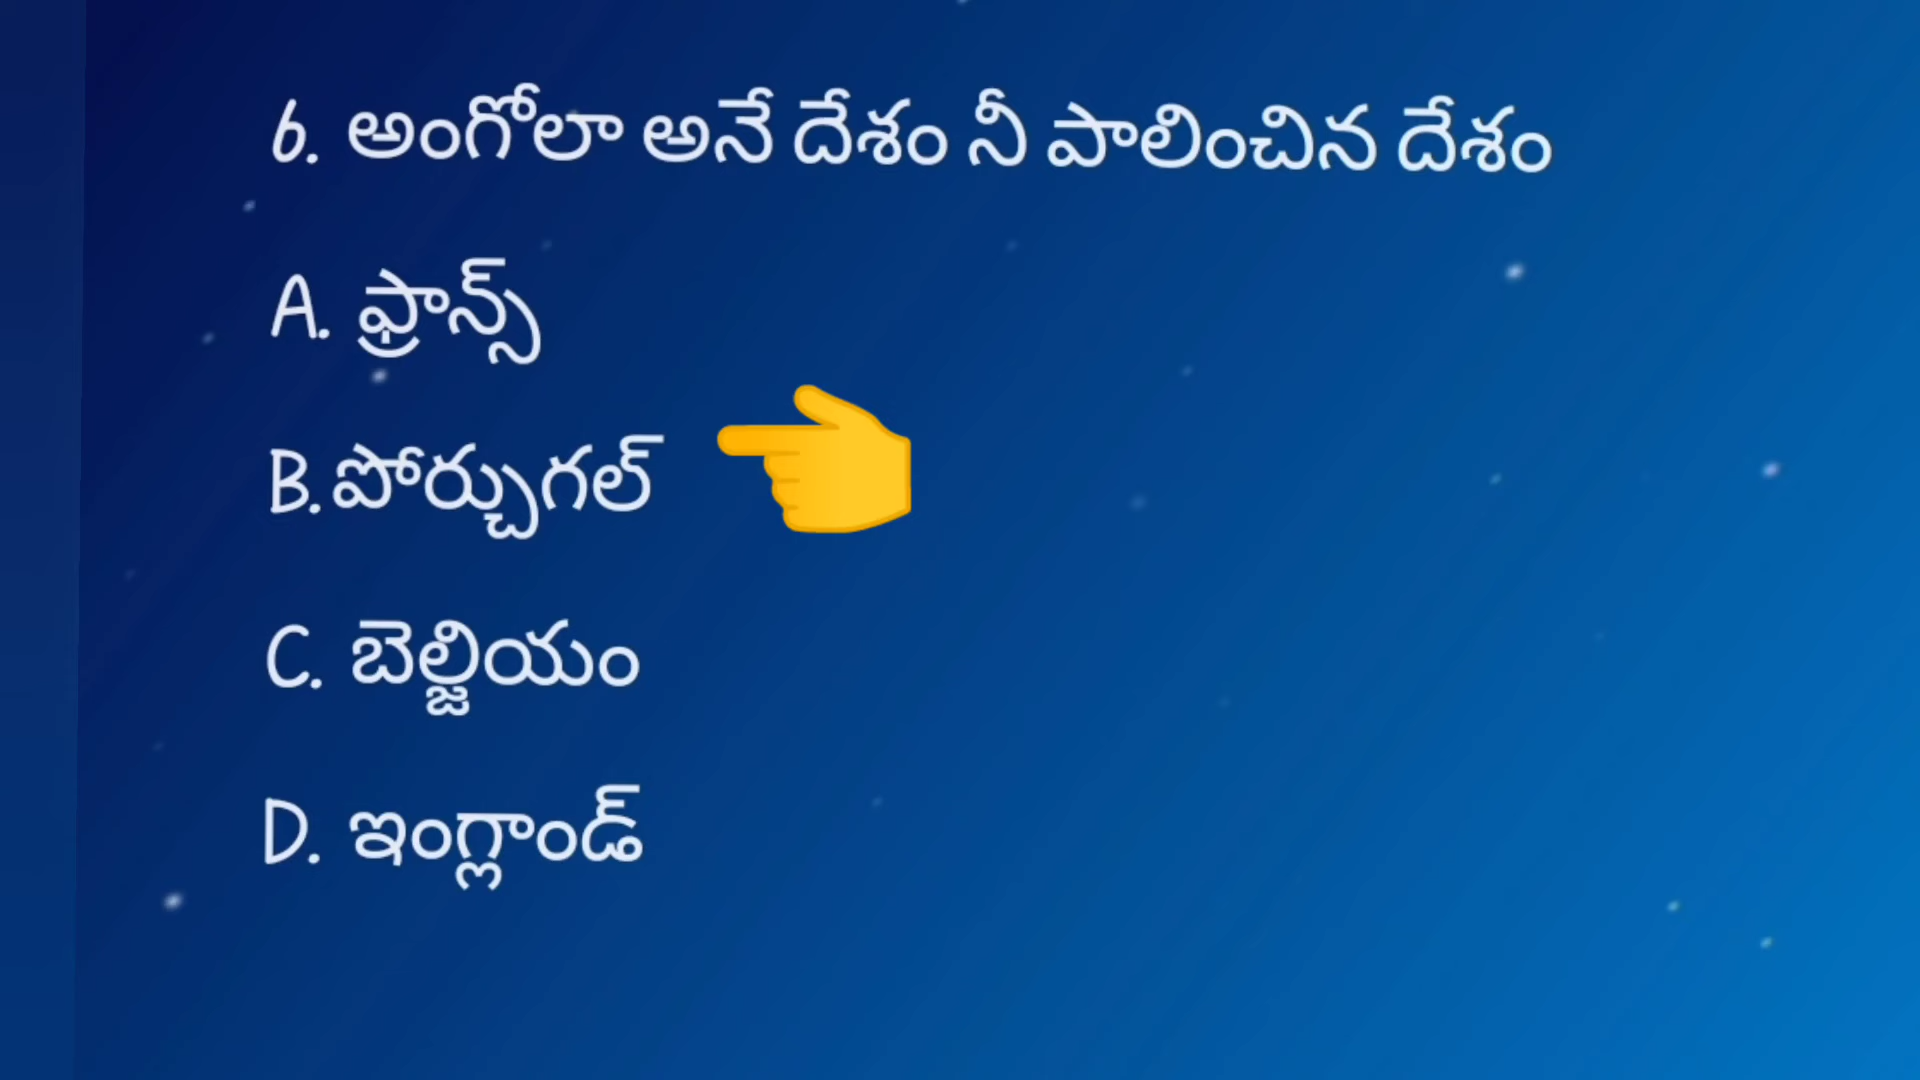 6. అంగోలా అనే దేశం నీ పాలించిన దేశం
A. ఫ్రాన్స్
B. పోర్చుగల్
C. బెల్జియం
D. ఇంగ్లాండ్